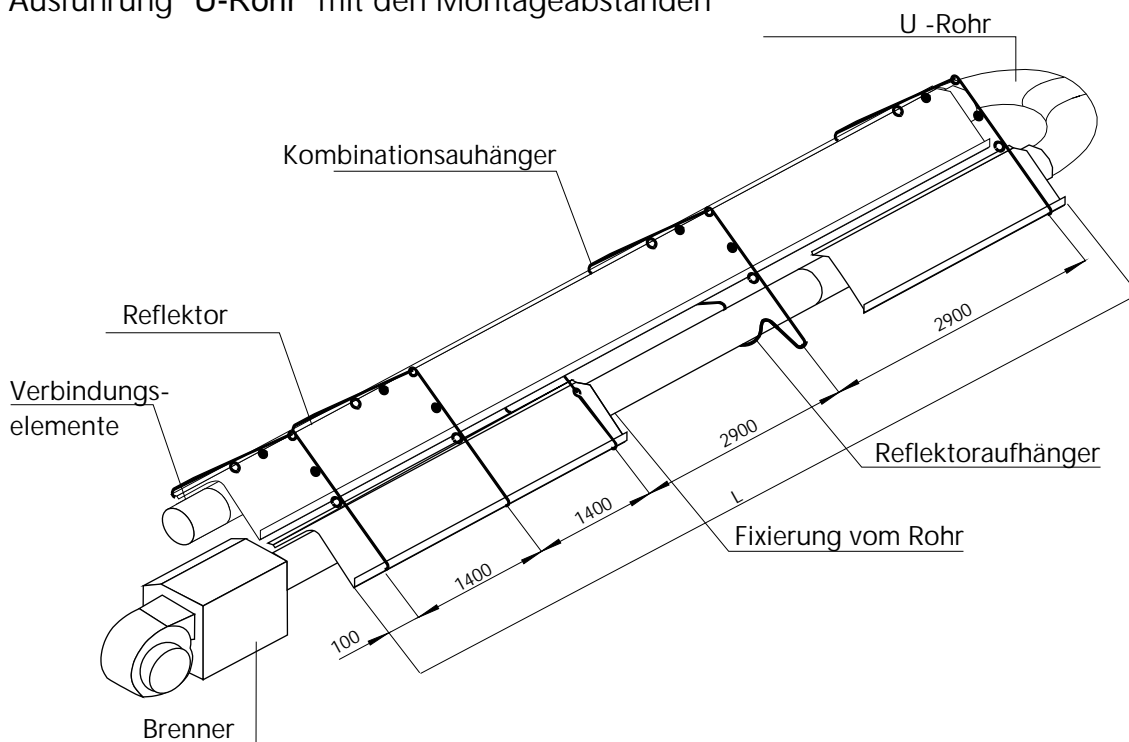 Ausführung "U-Rohr" mit den Montageabständen
U -Rohr
Kombinationsauhänger
Reflektor
Verbindungs-
elemente
2900
2900
Reflektoraufhänger
L
1400
Fixierung vom Rohr
1400
100
Brenner